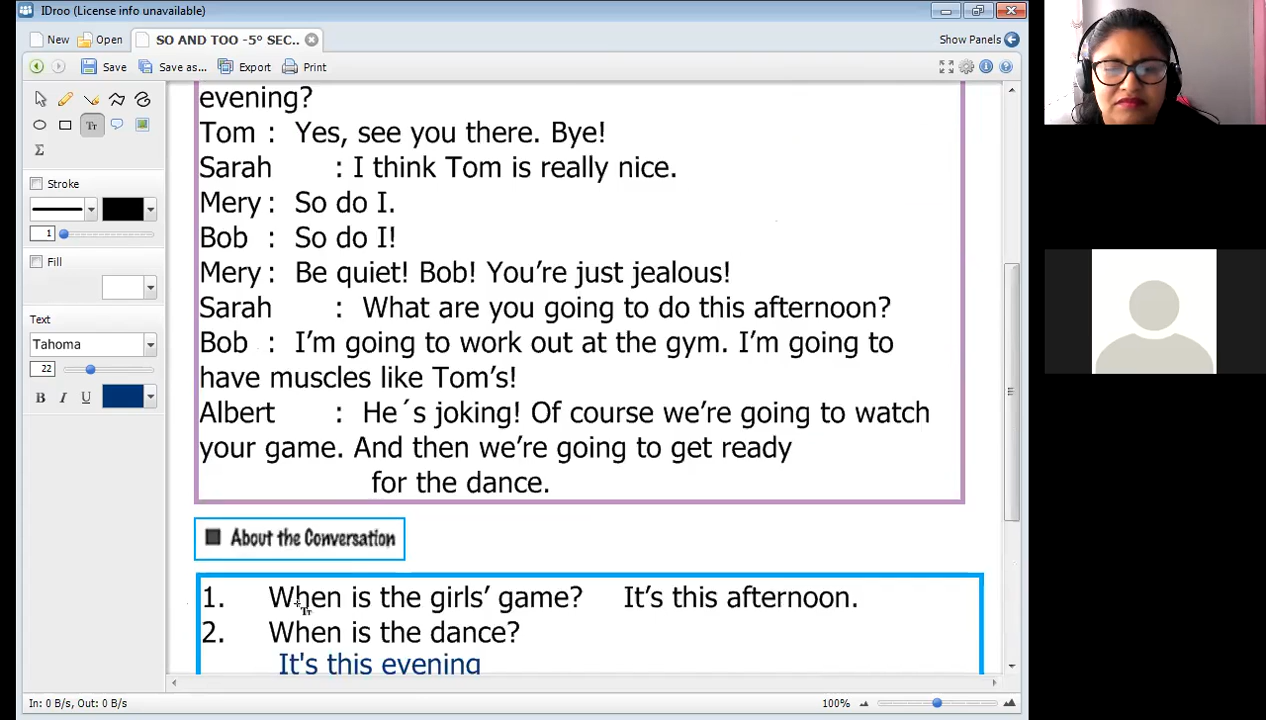 IDroo (License info unavailable)
New Open SO AND TOO -5° SEC.. Show Panels
Save Save as... Export Print
evening?
Tom : Yes, see you there. Bye!
Sarah : I think Tom is really nice.
Mery : So do I.
Bob : So do I!
Mery : Be quiet! Bob! You’re just jealous!
Sarah : What are you going to do this afternoon?
Bob : I’m going to work out at the gym. I’m going to
have muscles like Tom’s!
Albert : He´s joking! Of course we’re going to watch
your game. And then we’re going to get ready
for the dance.
About the Conversation
1. When is the girls’ game? It’s this afternoon.
2. When is the dance?
It's this evening
Stroke
1
Fill
Text
Tahoma
22
B I U
In: 0 B/s, Out: 0 B/s 100%